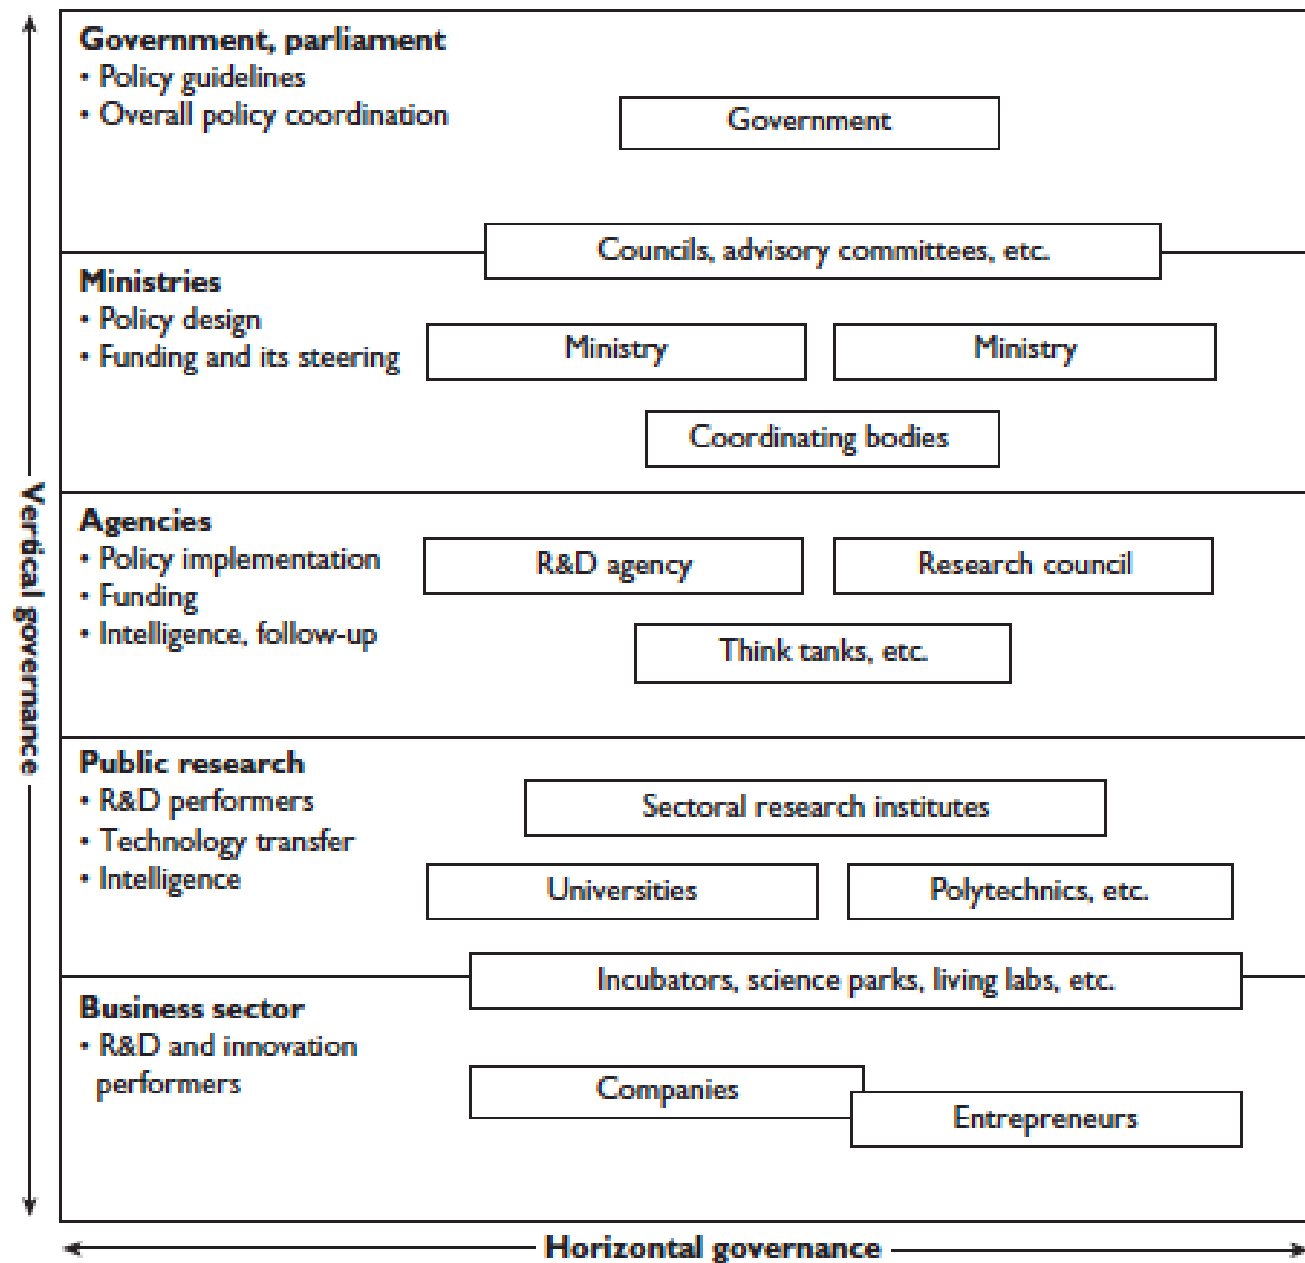 Government, parliament
• Policy guidelines
• Overall policy coordination
Government
Councils, advisory committees, etc.
Ministries
• Policy design
• Funding and its steering
Ministry
Ministry
Coordinating bodies
Agencies
• Policy implementation
• Funding
• Intelligence, follow-up
R&D agency
Research council
Think tanks, etc.
Public research
• R&D performers
• Technology transfer
• Intelligence
Sectoral research institutes
Universities
Polytechnics, etc.
Incubators, science parks, living labs, etc.
Business sector
• R&D and innovation
performers
Companies
Entrepreneurs
Vertical governance
Horizontal governance